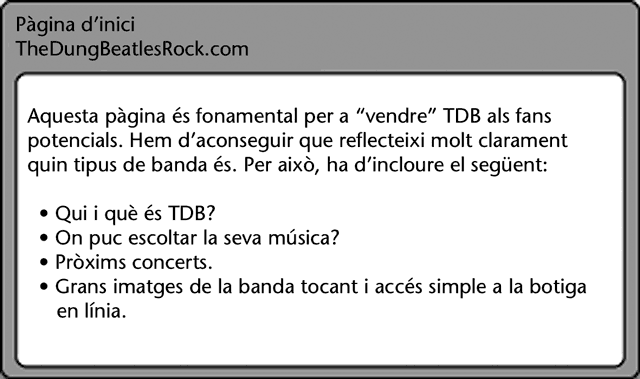 Pàgina d’inici
TheDungBeatlesRock.com
Aquesta pàgina és fonamental per a “vendre” TDB als fans
potencials. Hem d’aconseguir que reflecteixi molt clarament
quin tipus de banda és. Per això, ha d’incloure el següent:
• Qui i què és TDB?
• On puc escoltar la seva música?
• Pròxims concerts.
• Grans imatges de la banda tocant i accés simple a la botiga
en línia.